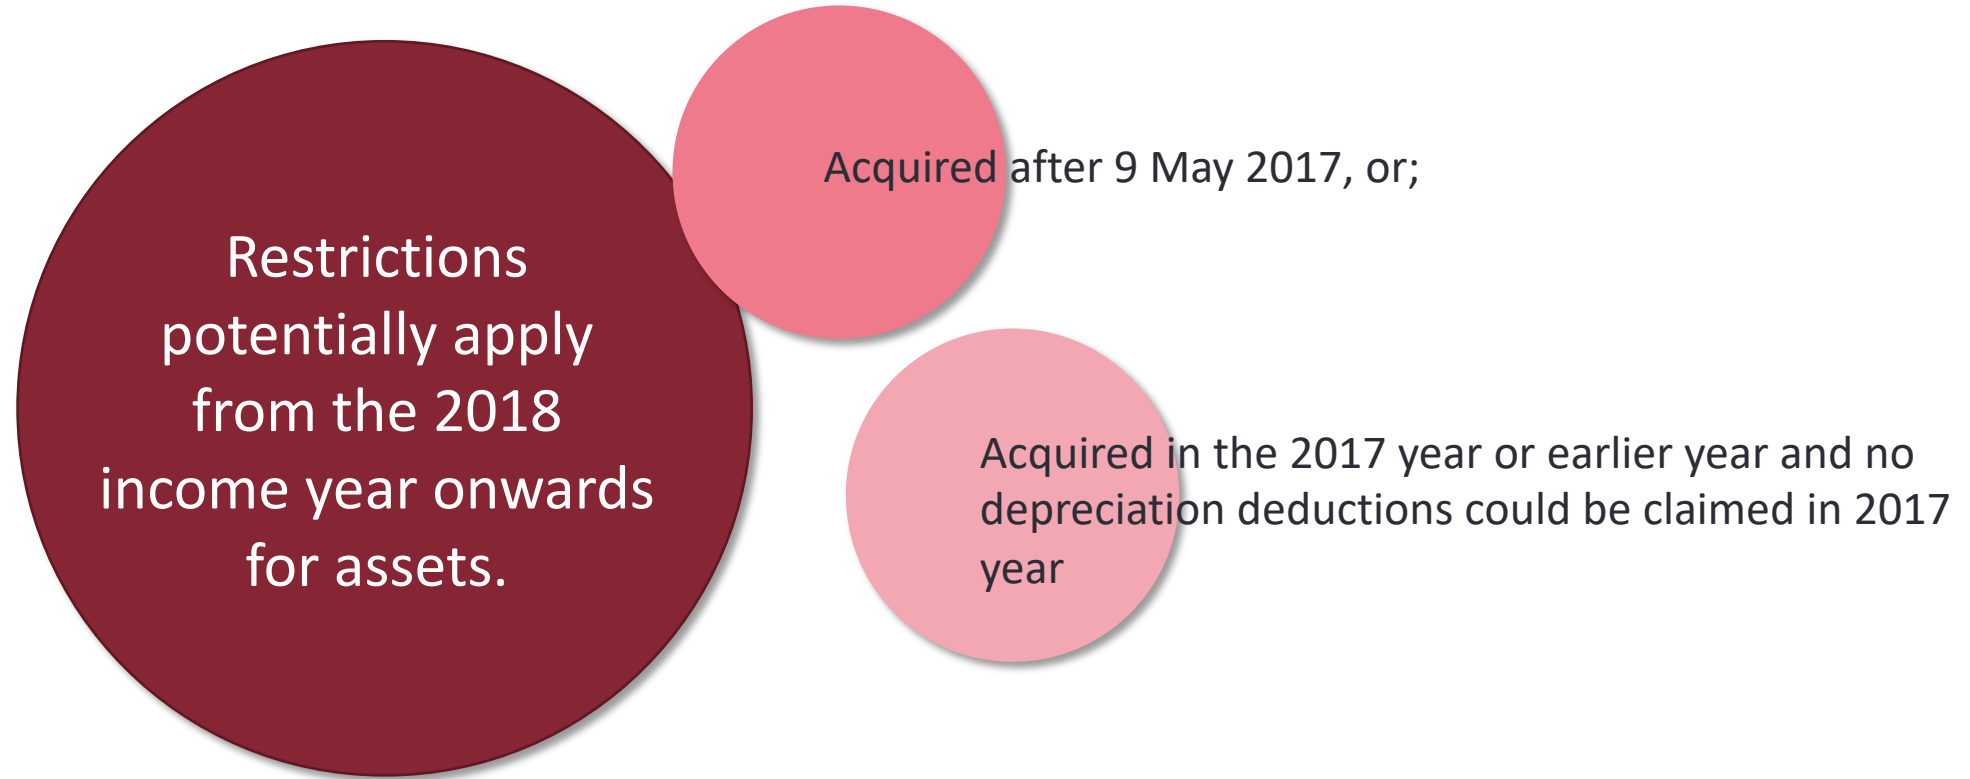 Restrictions
potentially apply
from the 2018
income year onwards
for assets.
Acquired after 9 May 2017, or;
Acquired in the 2017 year or earlier year and no
depreciation deductions could be claimed in 2017
year